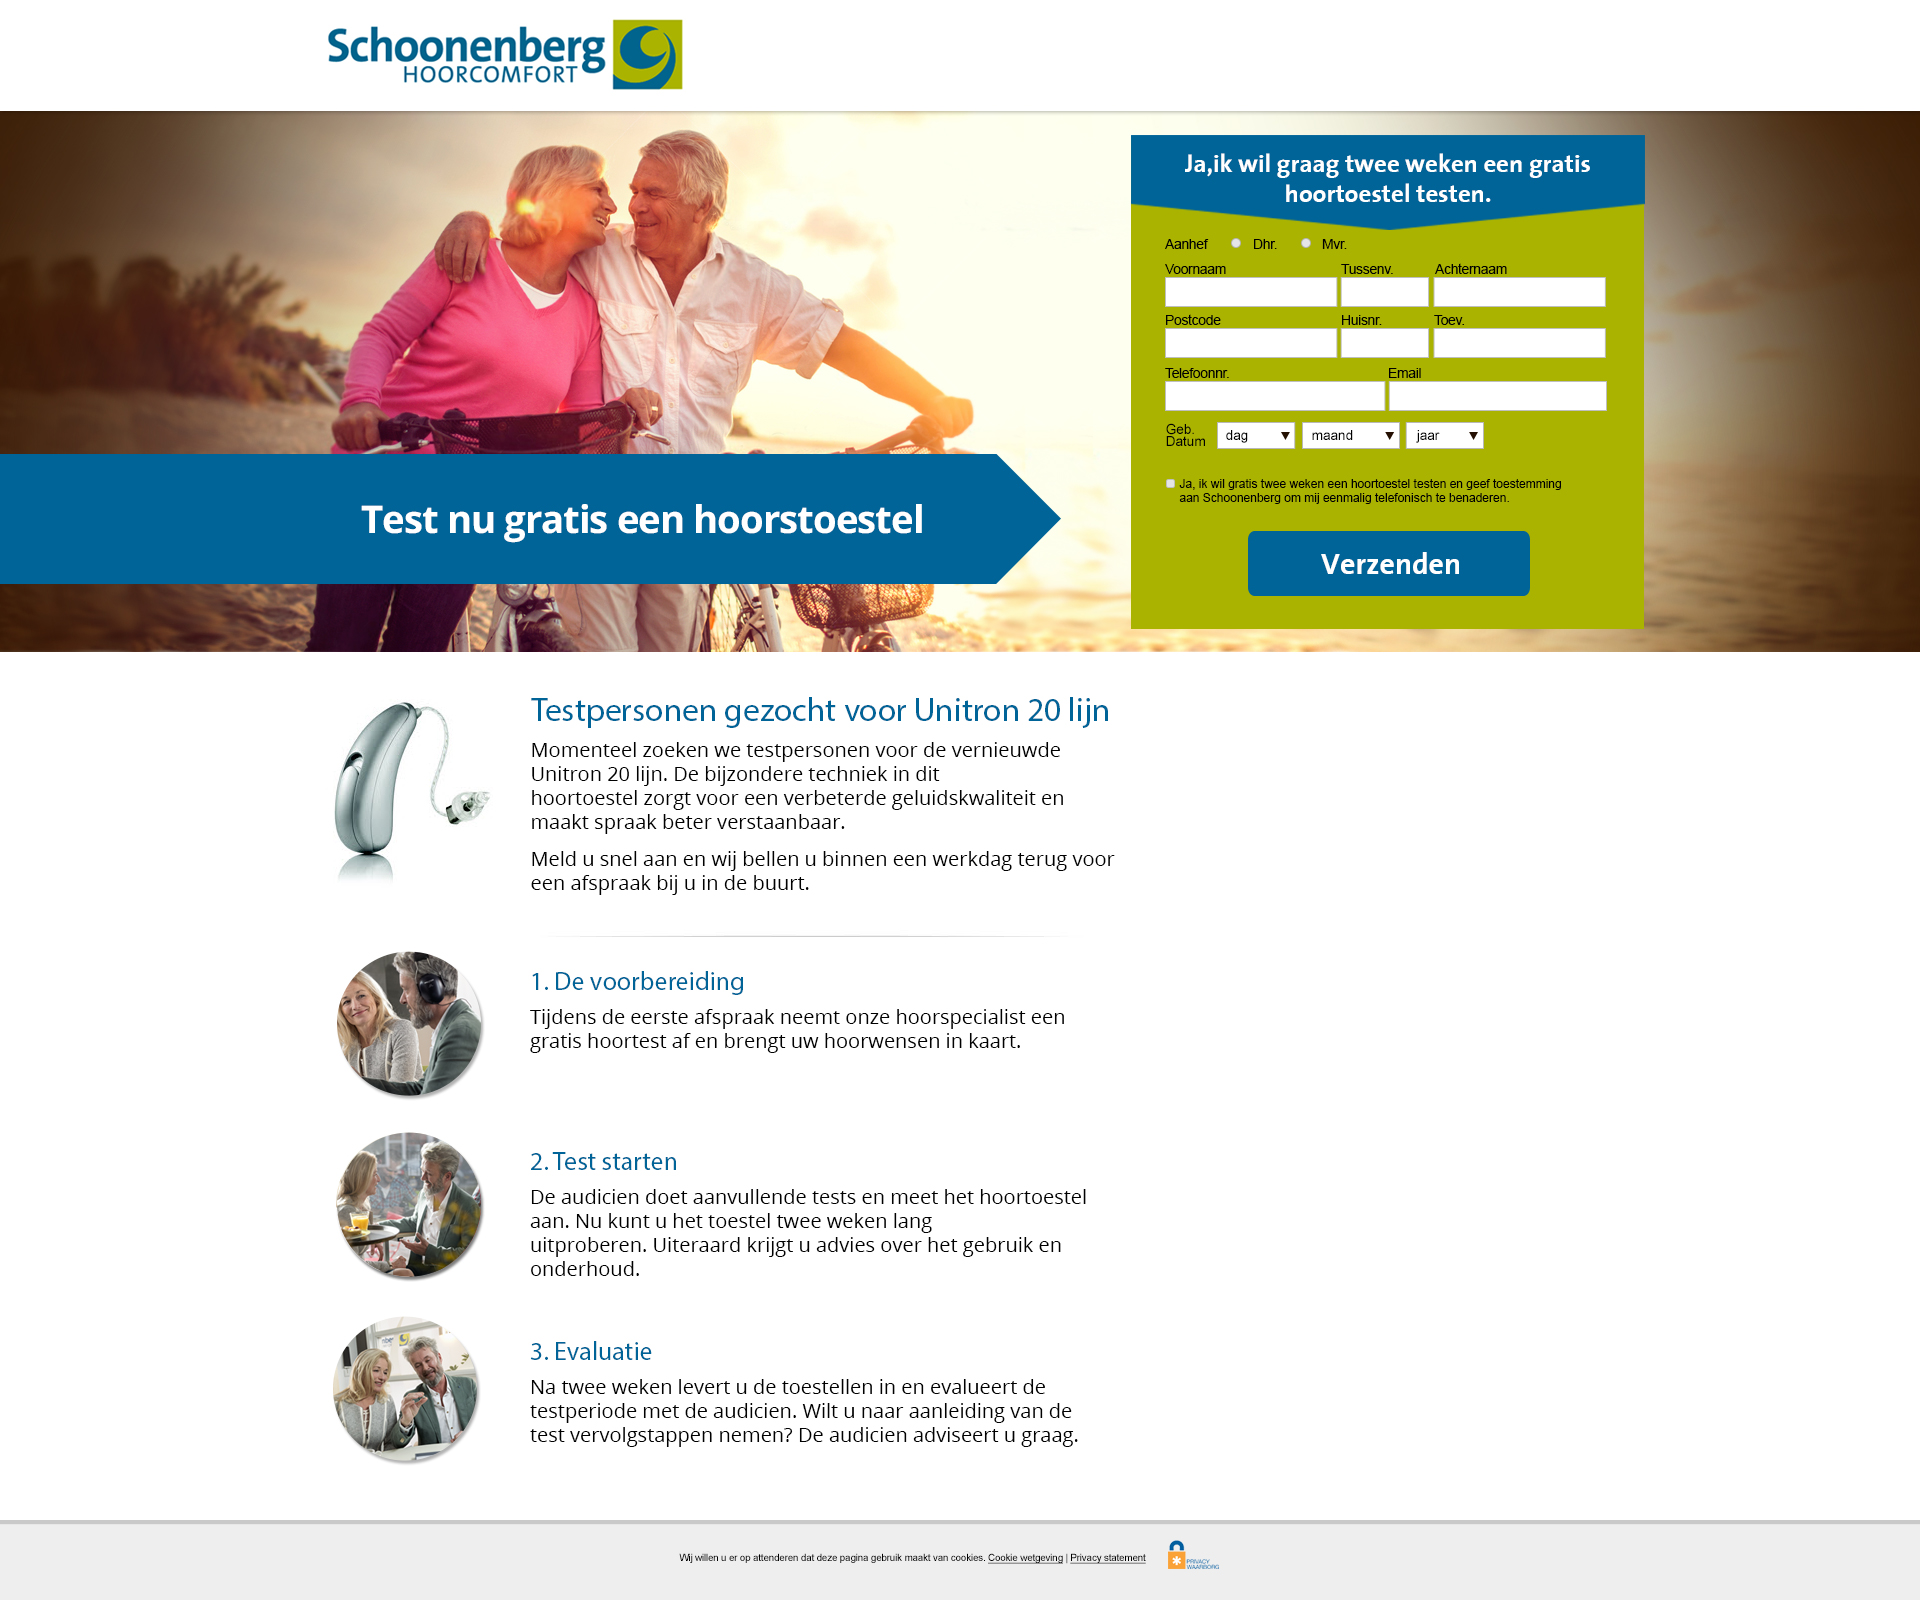 Schoonenberg
HOORCOMFORT
Ja,ik wil graag twee weken een gratis
hoortoestel testen.
Aanhef Dhr. Mvr.
Voornaam Tussenv. Achternaam
Postcode Huisnr. Toev.
Telefoonnr. Email
Geb.
Datum dag maand jaar
Ja, ik wil gratis twee weken een hoortoestel testen en geef toestemming
aan Schoonenberg om mij eenmalig telefonisch te benaderen.
Verzenden
Test nu gratis een hoorstoestel
Testpersonen gezocht voor Unitron 20 lijn
Momenteel zoeken we testpersonen voor de vernieuwde
Unitron 20 lijn. De bijzondere techniek in dit
hoortoestel zorgt voor een verbeterde geluidskwaliteit en
maakt spraak beter verstaanbaar.
Meld u snel aan en wij bellen u binnen een werkdag terug voor
een afspraak bij u in de buurt.
1. De voorbereiding
Tijdens de eerste afspraak neemt onze hoorspecialist een
gratis hoortest af en brengt uw hoorwensen in kaart.
2. Test starten
De audicien doet aanvullende tests en meet het hoortoestel
aan. Nu kunt u het toestel twee weken lang
uitproberen. Uiteraard krijgt u advies over het gebruik en
onderhoud.
3. Evaluatie
Na twee weken levert u de toestellen in en evalueert de
testperiode met de audicien. Wilt u naar aanleiding van de
test vervolgstappen nemen? De audicien adviseert u graag.
Wij willen u er op attenderen dat deze pagina gebruik maakt van cookies. Cookie wetgeving | Privacy statement
PRIVACY
WAARBORG